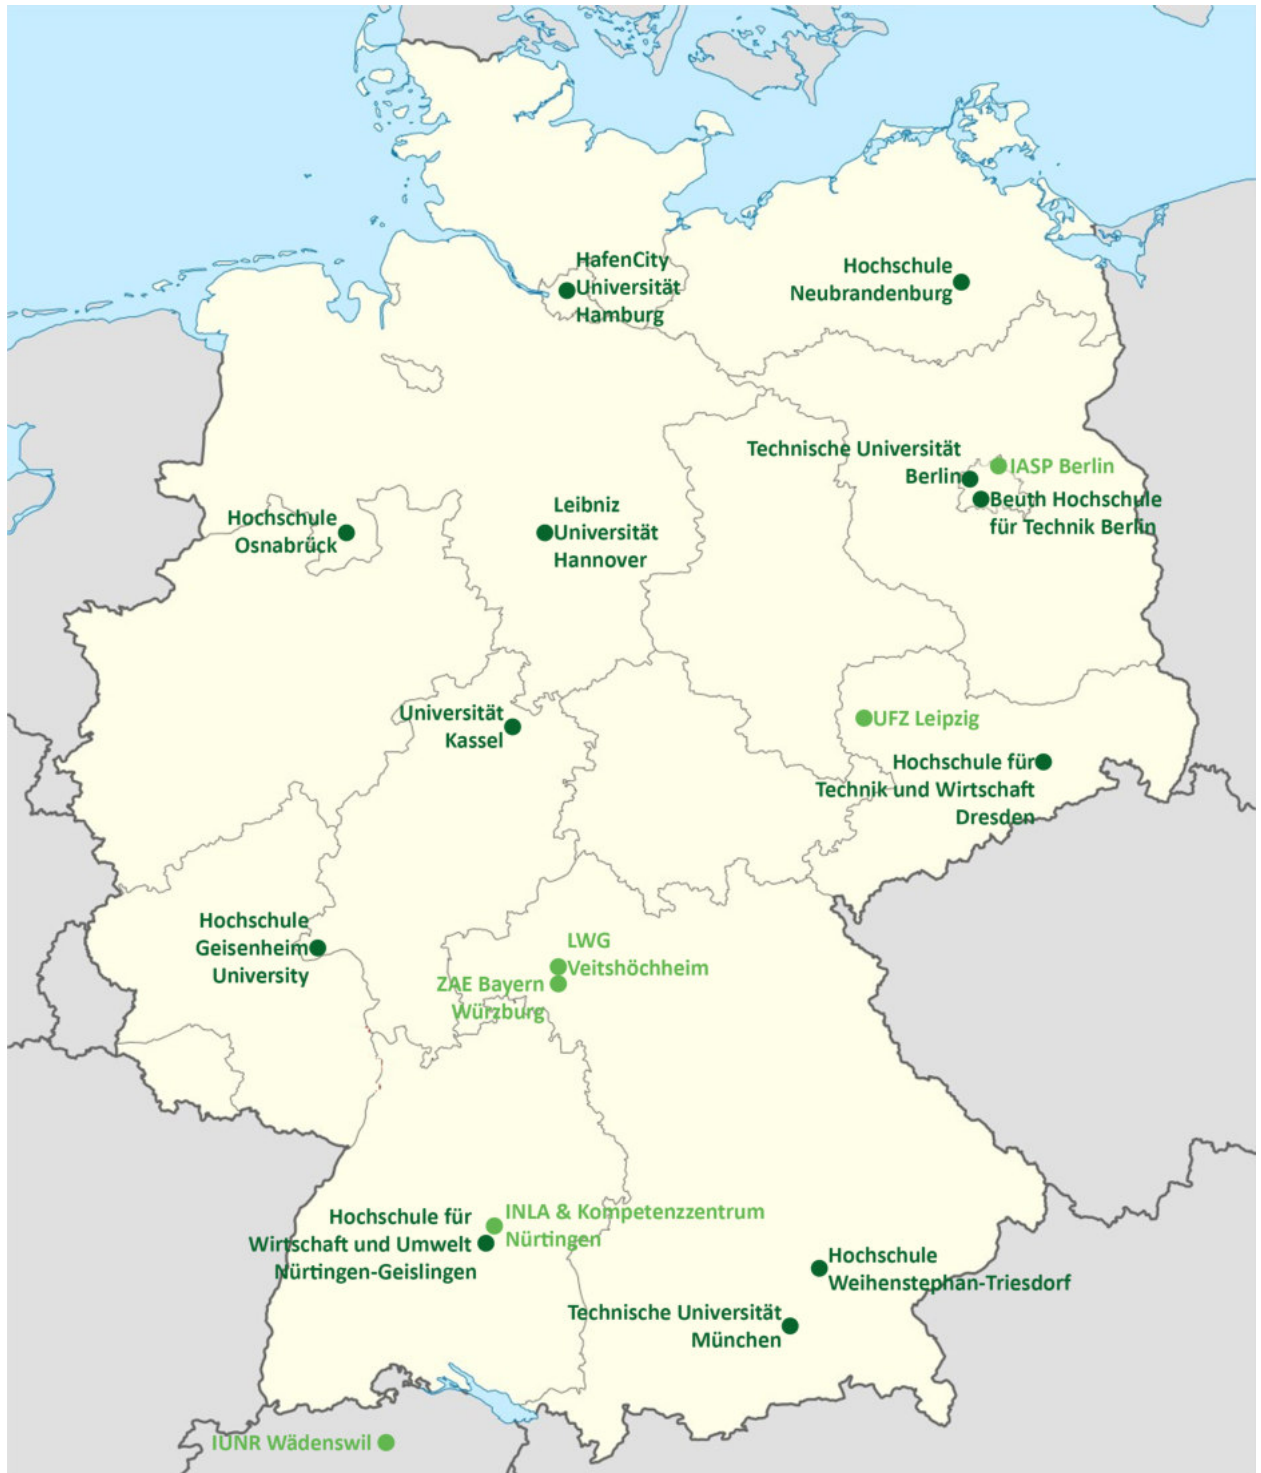 HafenCity
Universität
Hamburg
Hochschule
Neubrandenburg
Technische Universität
Berlin
IASP Berlin
Beuth Hochschule
für Technik Berlin
Hochschule
Osnabrück
Leibniz
Universität
Hannover
Universität
Kassel
UFZ Leipzig
Hochschule für
Technik und Wirtschaft
Dresden
Hochschule
Geisenheim
University
LWG
Veitshöchheim
ZAE Bayern
Würzburg
INLA & Kompetenzzentrum
Nürtingen
Hochschule für
Wirtschaft und Umwelt
Nürtingen-Geislingen
Hochschule
Weihenstephan-Triesdorf
Technische Universität
München
IUNR Wädenswil